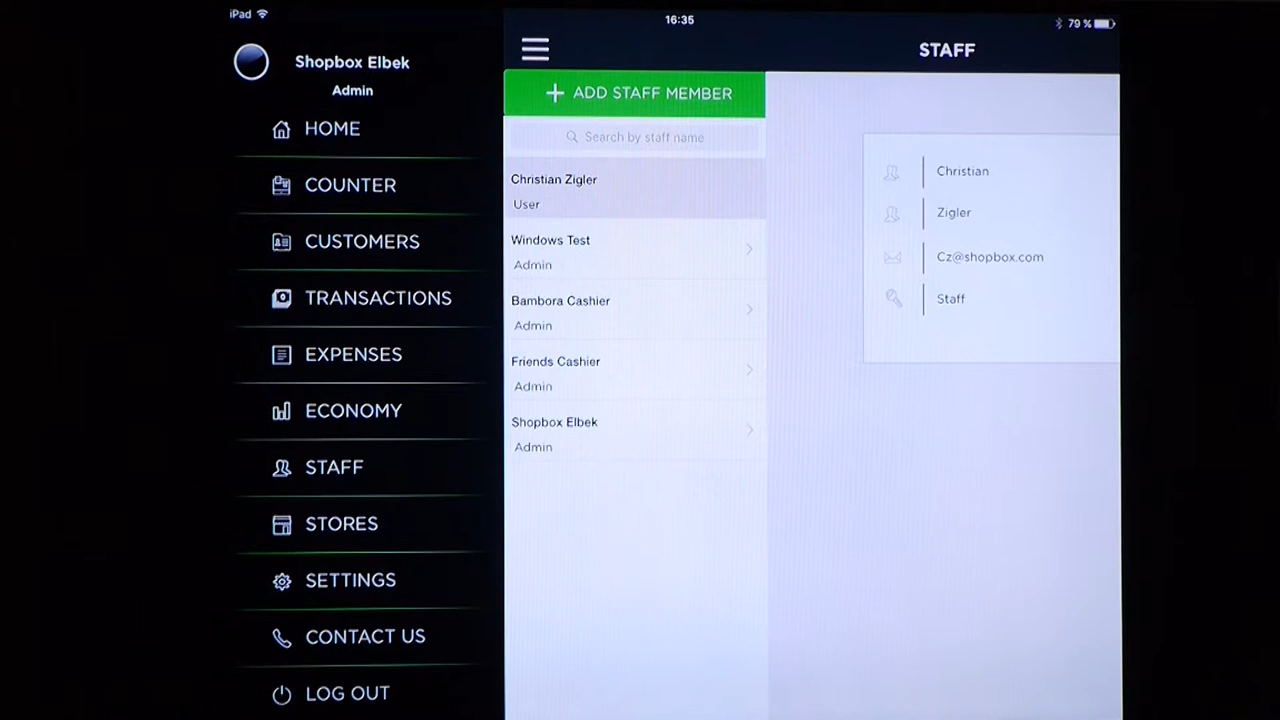 iPad
16:35
79 %
Shopbox Elbek
Admin
HOME
COUNTER
CUSTOMERS
TRANSACTIONS
EXPENSES
ECONOMY
STAFF
STORES
SETTINGS
CONTACT US
LOG OUT
STAFF
ADD STAFF MEMBER
Search by staff name
Christian Zigler
User
Windows Test
Admin
Bambora Cashier
Admin
Friends Cashier
Admin
Shopbox Elbek
Admin
Christian
Zigler
Cz@shopbox.com
Staff